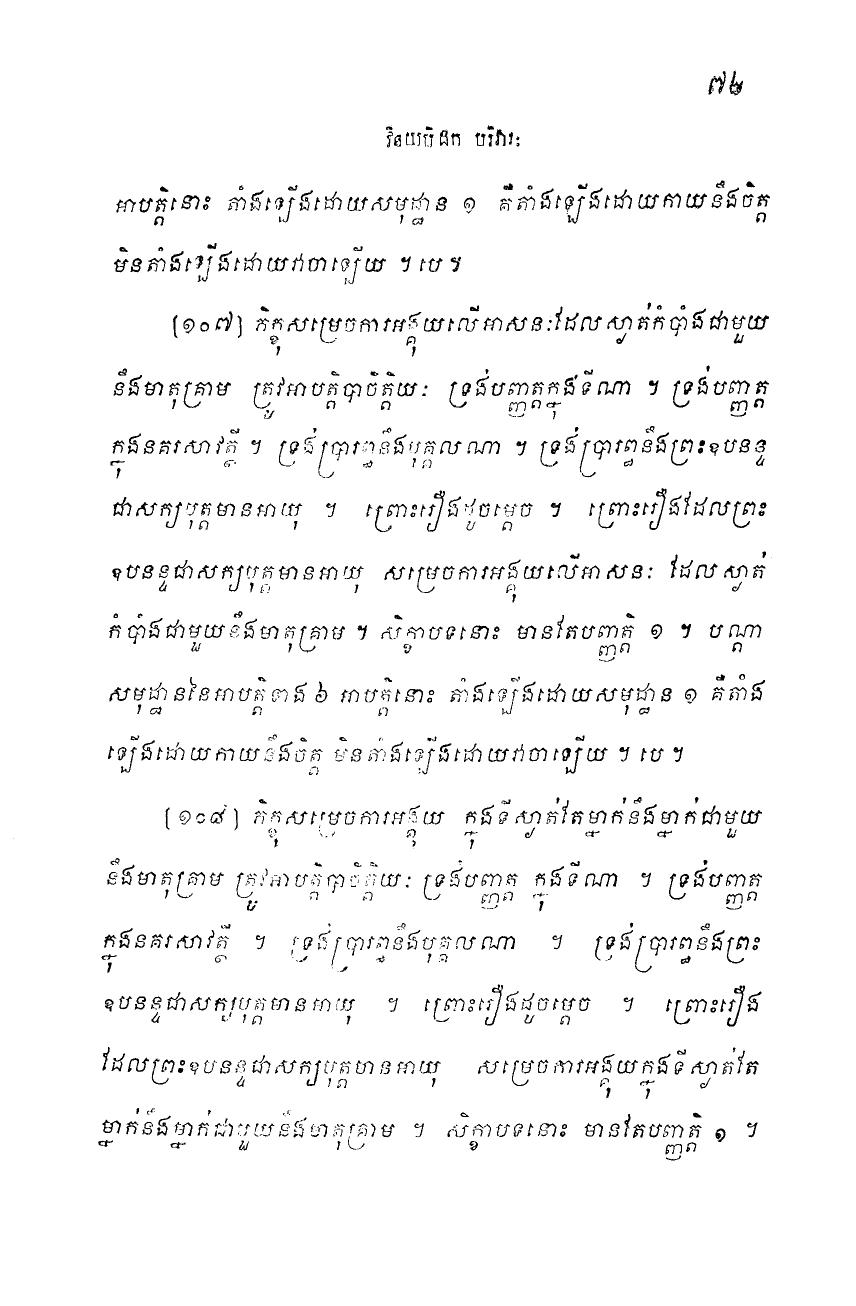 ៧៦
វិនយបិដក បរិវារៈ
អាបត្តិនោះ តាំងឡើងដោយសមុដ្ឋាន ១ គឺតាំងឡើងដោយកាយនឹងចិត្ត
មិនតាំងឡើងដោយវាចាឡើយ ។ បេ ។
(១០៧) ភិក្ខុសម្រេចការអង្គុយលើអាសនៈដែលស្ងាត់កំបាំងជាមួយ
នឹងមាតុគ្រាម ត្រូវអាបត្តិបាចិត្តិយៈ ទ្រង់បញ្ញត្តក្នុងទីណា ។ ទ្រង់បញ្ញត្ត
ក្នុងនគរសាវត្ថី ។ ទ្រង់ប្រារព្ធនឹងបុគ្គលណា ។ ទ្រង់ប្រារព្ធនឹងព្រះឧបនន្ទ
ជាសក្យបុត្តមានអាយុ ។ ព្រោះរឿងដូចម្តេច ។ ព្រោះរឿងដែលព្រះ
ឧបនន្ទជាសក្យបុត្តមានអាយុ សម្រេចការអង្គុយលើអាសនៈ ដែលស្ងាត់
កំបាំងជាមួយនឹងមាតុគ្រាម ។ សិក្ខាបទនោះ មានតែបញ្ញត្តិ ១ ។ បណ្តា
សមុដ្ឋាននៃអាបត្តិទាង ៦ អាបត្តិនោះ តាំងឡើងដោយសមុដ្ឋាន ១ គឺតាំង
ឡើងដោយកាយនឹងចិត្ត មិនតាំងឡើងដោយវាចាឡើយ ។ បេ ។
(១០៨) ភិក្ខុសម្រេចការអង្គុយ ក្នុងទីស្ងាត់តែម្នាក់នឹងម្នាក់ជាមួយ
នឹងមាតុគ្រាម ត្រូវអាបត្តិបាចិត្តិយៈ ទ្រង់បញ្ញត្ត ក្នុងទីណា ។ ទ្រង់បញ្ញត្ត
ក្នុងនគរសាវត្ថី ។ ទ្រង់ប្រារព្ធនឹងបុគ្គលណា ។ ទ្រង់ប្រារព្ធនឹងព្រះ
ឧបនន្ទជាសក្យបុត្តមានអាយុ ។ ព្រោះរឿងដូចម្តេច ។ ព្រោះរឿង
ដែលព្រះឧបនន្ទជាសក្យបុត្តមានអាយុ សម្រេចការអង្គុយក្នុងទីស្ងាត់តែ
ម្នាក់នឹងម្នាក់ជាមួយនឹងមាតុគ្រាម ។ សិក្ខាបទនោះ មានតែបញ្ញត្តិ ១ ។